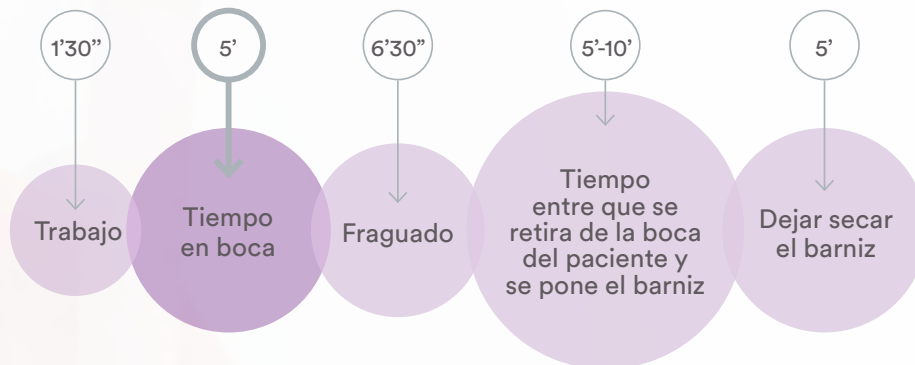 1’30”
5’
6’30”
5’-10’
5’
Trabajo
Tiempo
en boca
Fraguado
Tiempo
entre que se
retira de la boca
del paciente y
se pone el barniz
Dejar secar
el barniz